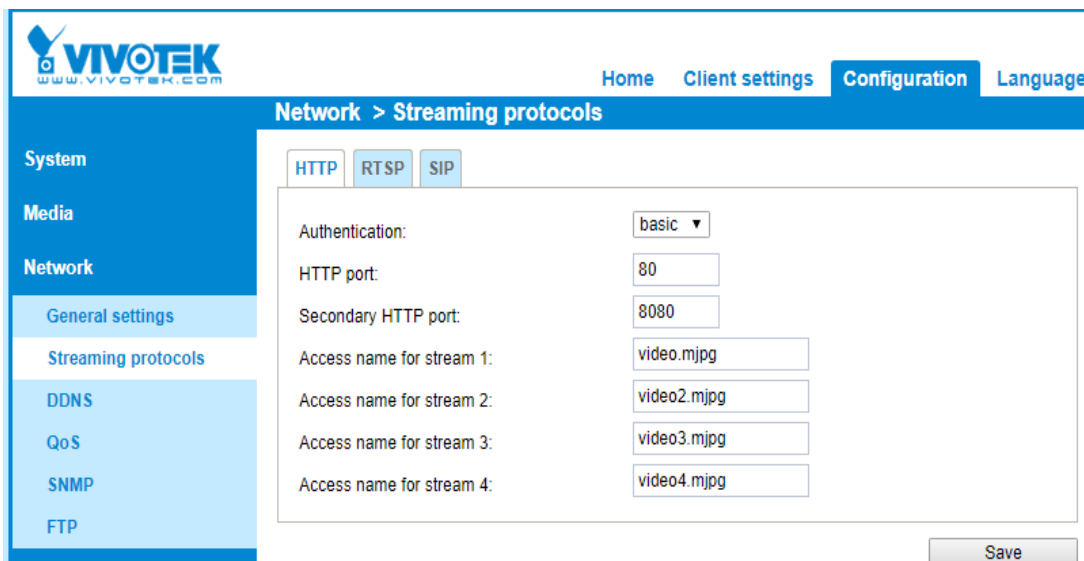 VIVOTEK
www.vivotek.com
Home Client settings Configuration Language
Network > Streaming protocols
System
Media
Network
General settings
Streaming protocols
DDNS
QoS
SNMP
FTP
HTTP RTSP SIP
Authentication: basic
HTTP port: 80
Secondary HTTP port: 8080
Access name for stream 1: video.mjpg
Access name for stream 2: video2.mjpg
Access name for stream 3: video3.mjpg
Access name for stream 4: video4.mjpg
Save